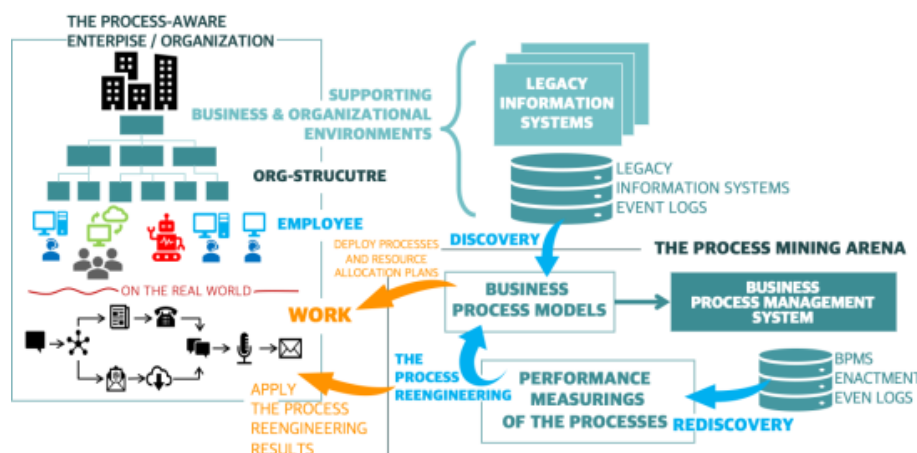 THE PROCESS-AWARE
ENTERPISE / ORGANIZATION
SUPPORTING
BUSINESS & ORGANIZATIONAL
ENVIRONMENTS
LEGACY
INFORMATION
SYSTEMS
ORG-STRUCUTRE
LEGACY
INFORMATION SYSTEMS
EVENT LOGS
EMPLOYEE
DISCOVERY
DEPLOY PROCESSES
AND RESOURCE
ALLOCATION PLANS
THE PROCESS MINING ARENA
ON THE REAL WORLD
WORK
BUSINESS
PROCESS MODELS
BUSINESS
PROCESS MANAGEMENT
SYSTEM
THE
PROCESS
REENGINEERING
APPLY
THE PROCESS
REENGINEERING
RESULTS
PERFORMANCE
MEASURINGS
OF THE PROCESSES
REDISCOVERY
BPMS
ENACTMENT
EVEN LOGS